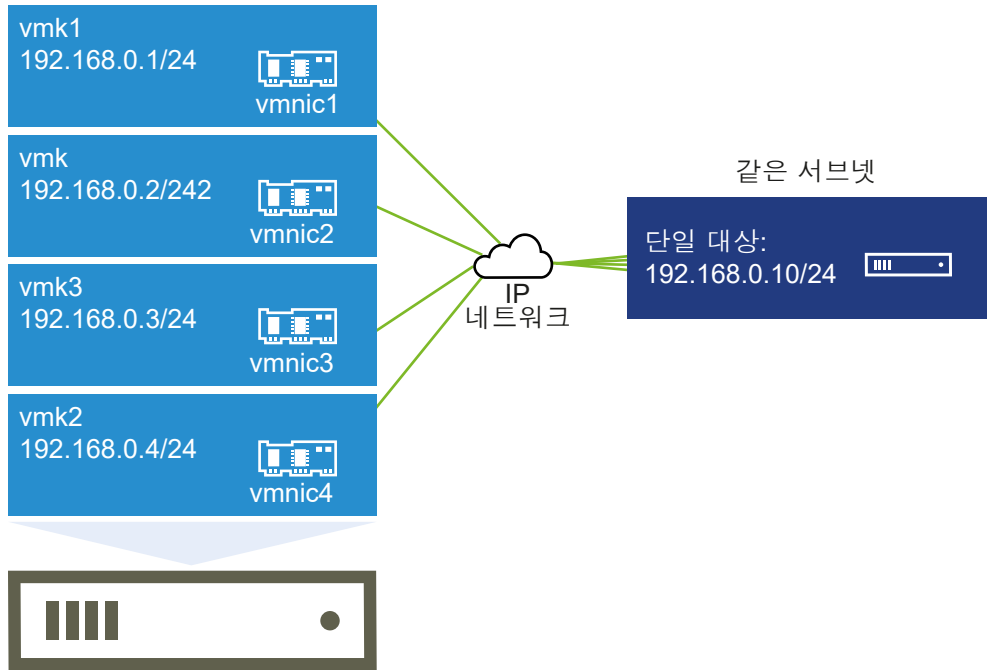 vmk1
192.168.0.1/24
vmnic1
vmk
192.168.0.2/242
vmnic2
vmk3
192.168.0.3/24
vmnic3
vmk2
192.168.0.4/24
vmnic4
IP
네트워크
같은 서브넷
단일 대상:
192.168.0.10/24